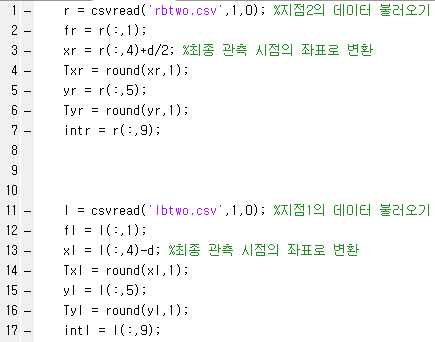 1 – r = csvread('rbtwo.csv',1,0); %지점2의 데이터 불러오기
2 – fr = r(:,1);
3 – xr = r(:,4)+d/2; %최종 관측 시점의 좌표로 변환
4 – Txr = round(xr,1);
5 – yr = r(:,5);
6 – Tyr = round(yr,1);
7 – intr = r(:,9);
8
9
10
11 – l = csvread('lbtwo.csv',1,0); %지점1의 데이터 불러오기
12 – fl = l(:,1);
13 – xl = l(:,4)-d; %최종 관측 시점의 좌표로 변환
14 – Txl = round(xl,1);
15 – yl = l(:,5);
16 – Tyl = round(yl,1);
17 – intl = l(:,9);